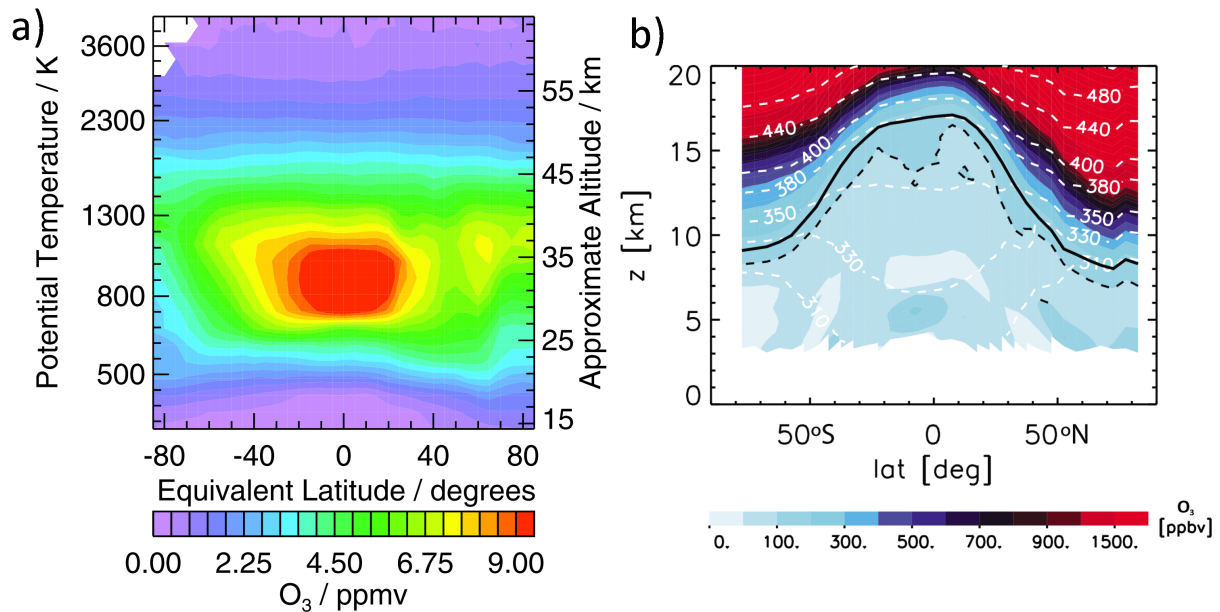 a)
3600
2300
1300
800
500
Potential Temperature / K
55
45
35
25
15
Approximate Altitude / km
-80 -40 0 40 80
Equivalent Latitude / degrees
0.00 2.25 4.50 6.75 9.00
O₃ / ppmv
b)
20
15
10
5
0
z [km]
480
440 440
400 400
380 380
350 350
330 330
310 310
50ºS 0 50ºN
lat [deg]
0. 100. 300. 500. 700. 900. 1500.
O₃
[ppbv]